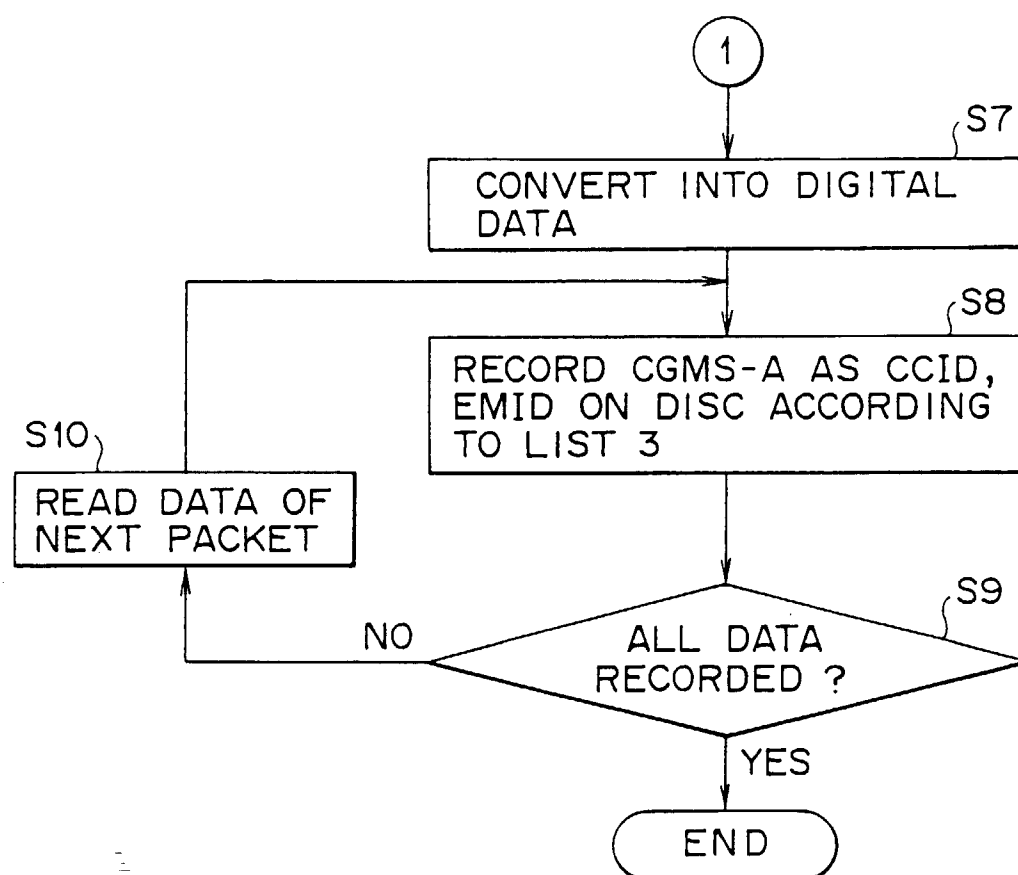 1
S7
CONVERT INTO DIGITAL
DATA
S8
RECORD CGMS-A AS CCID,
EMID ON DISC ACCORDING
TO LIST 3
S10
READ DATA OF
NEXT PACKET
S9
ALL DATA
RECORDED ?
NO
YES
END